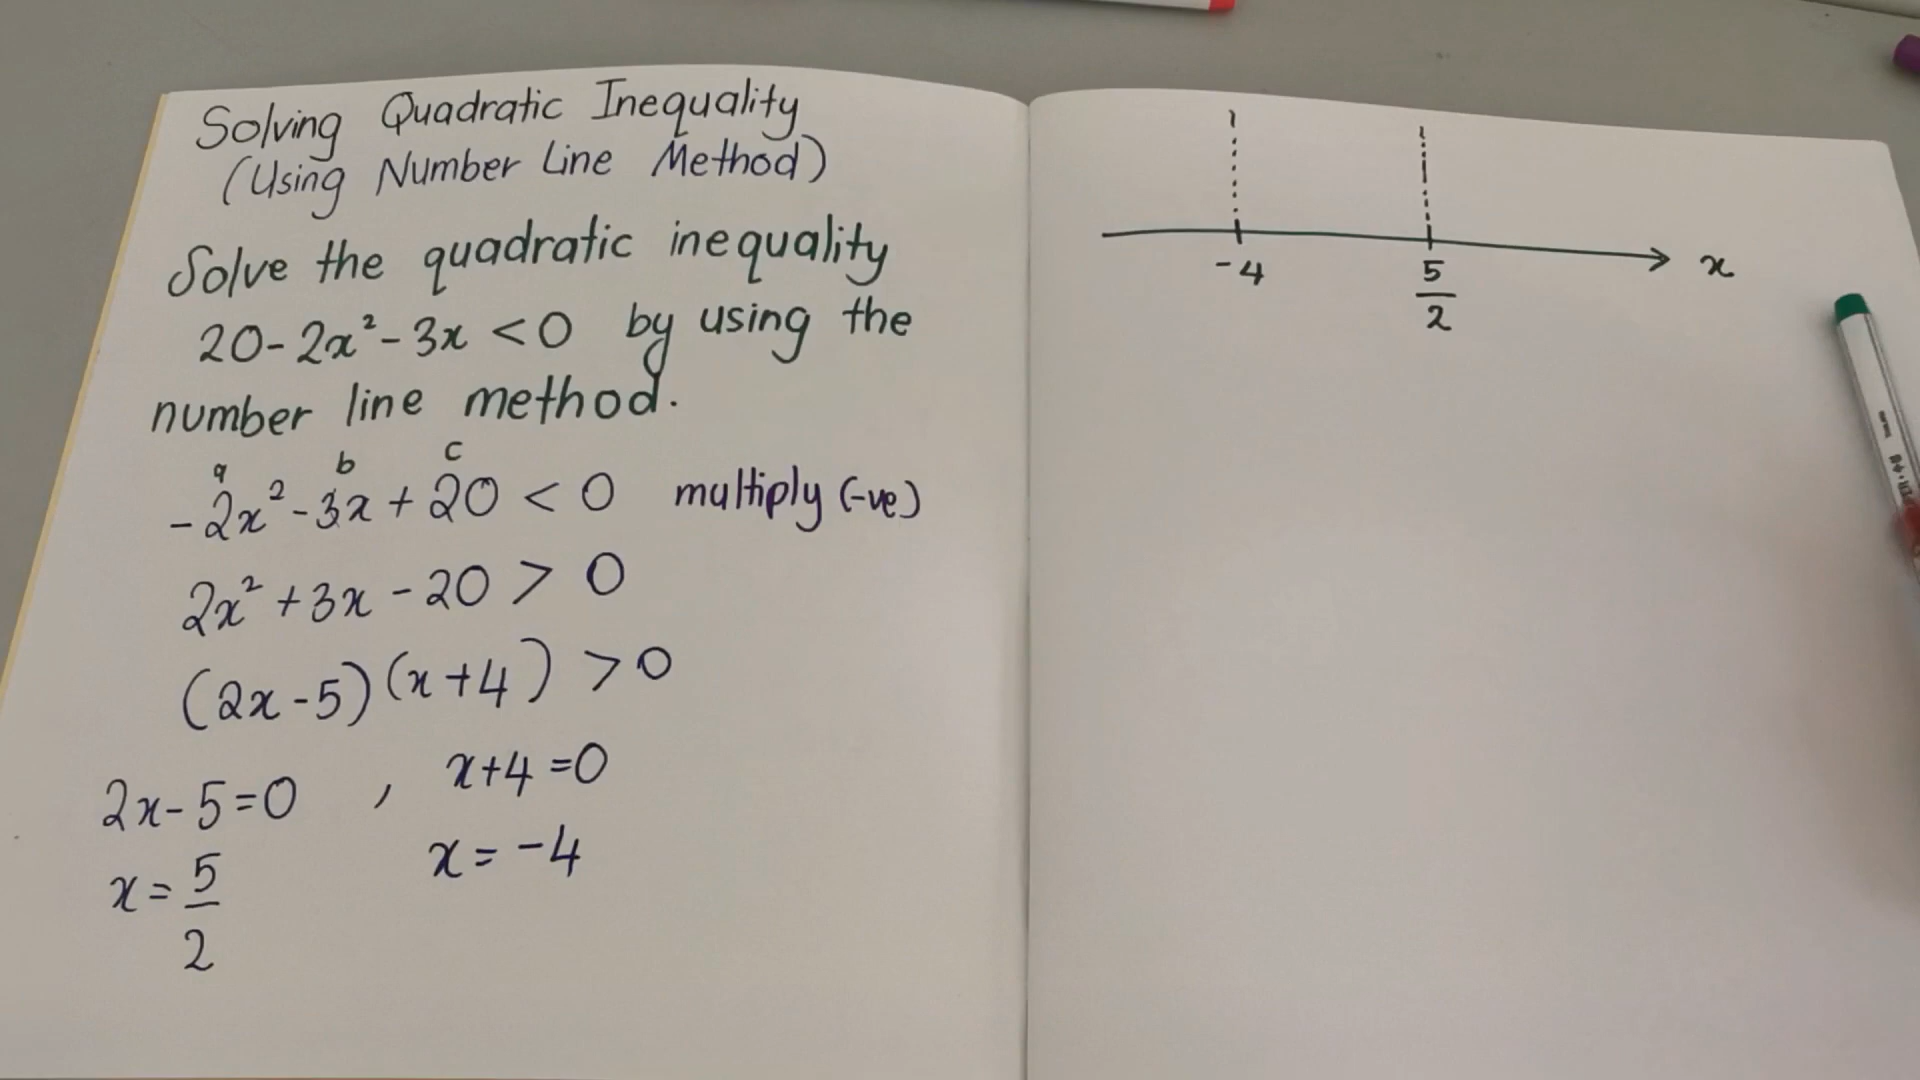 Solving Quadratic Inequality
(Using Number Line Method)
Solve the quadratic inequality
20-2x²-3x <0 by using the
number line method.
a b c
-2x²-3x+20 < 0 multiply (-ve)
2x²+3x-20 > 0
(2x-5)(x+4) >0
2x-5=0 , x+4=0
x=5/2 x=-4
-4 5/2 x